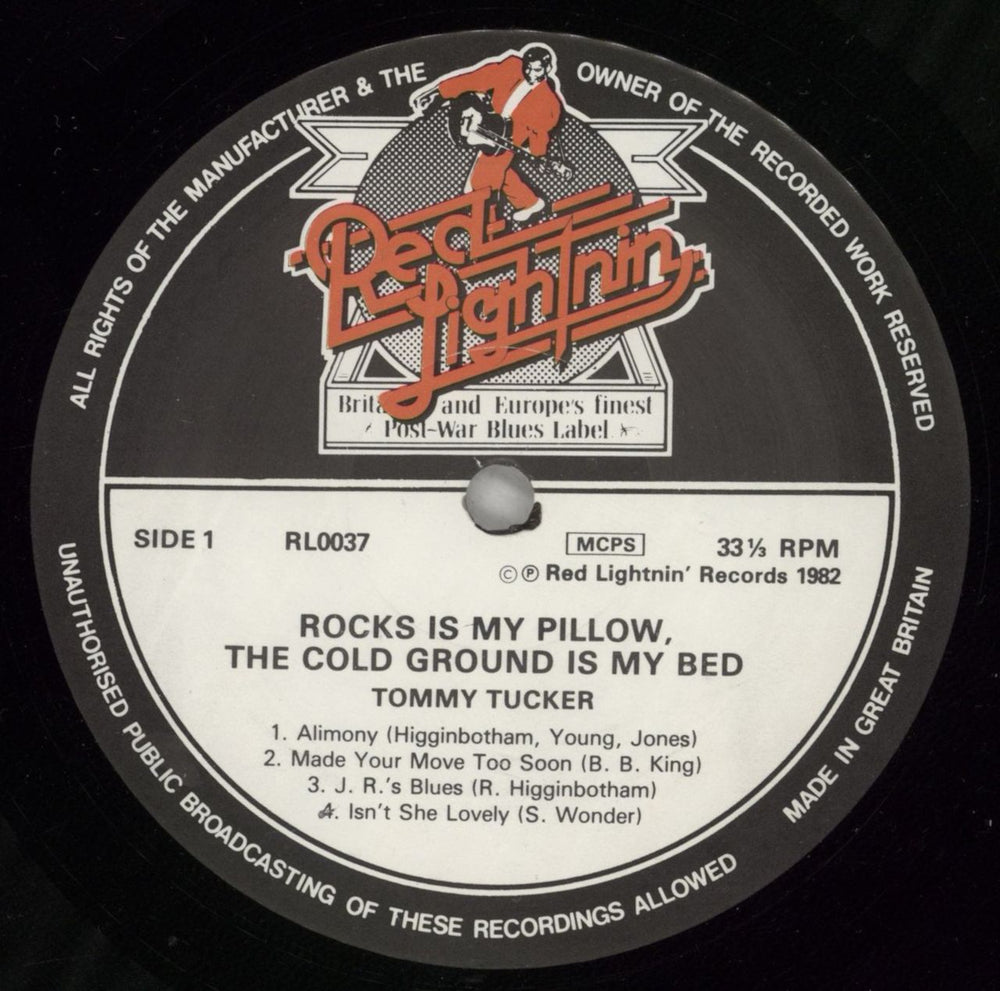 ALL RIGHTS OF THE MANUFACTURER & THE OWNER OF THE RECORDED WORK RESERVED
Red
Lightnin'
and Europe's finest
Post-War Blues Label
SIDE 1 RL0037 MCPS 33⅓ RPM
© ℗ Red Lightnin' Records 1982
ROCKS IS MY PILLOW,
THE COLD GROUND IS MY BED
TOMMY TUCKER
1. Alimony (Higginbotham, Young, Jones)
2. Made Your Move Too Soon (B. B. King)
3. J. R.'s Blues (R. Higginbotham)
4. Isn't She Lovely (S. Wonder)
UNAUTHORISED PUBLIC BROADCASTING OF THESE RECORDINGS ALLOWED
MADE IN GREAT BRITAIN